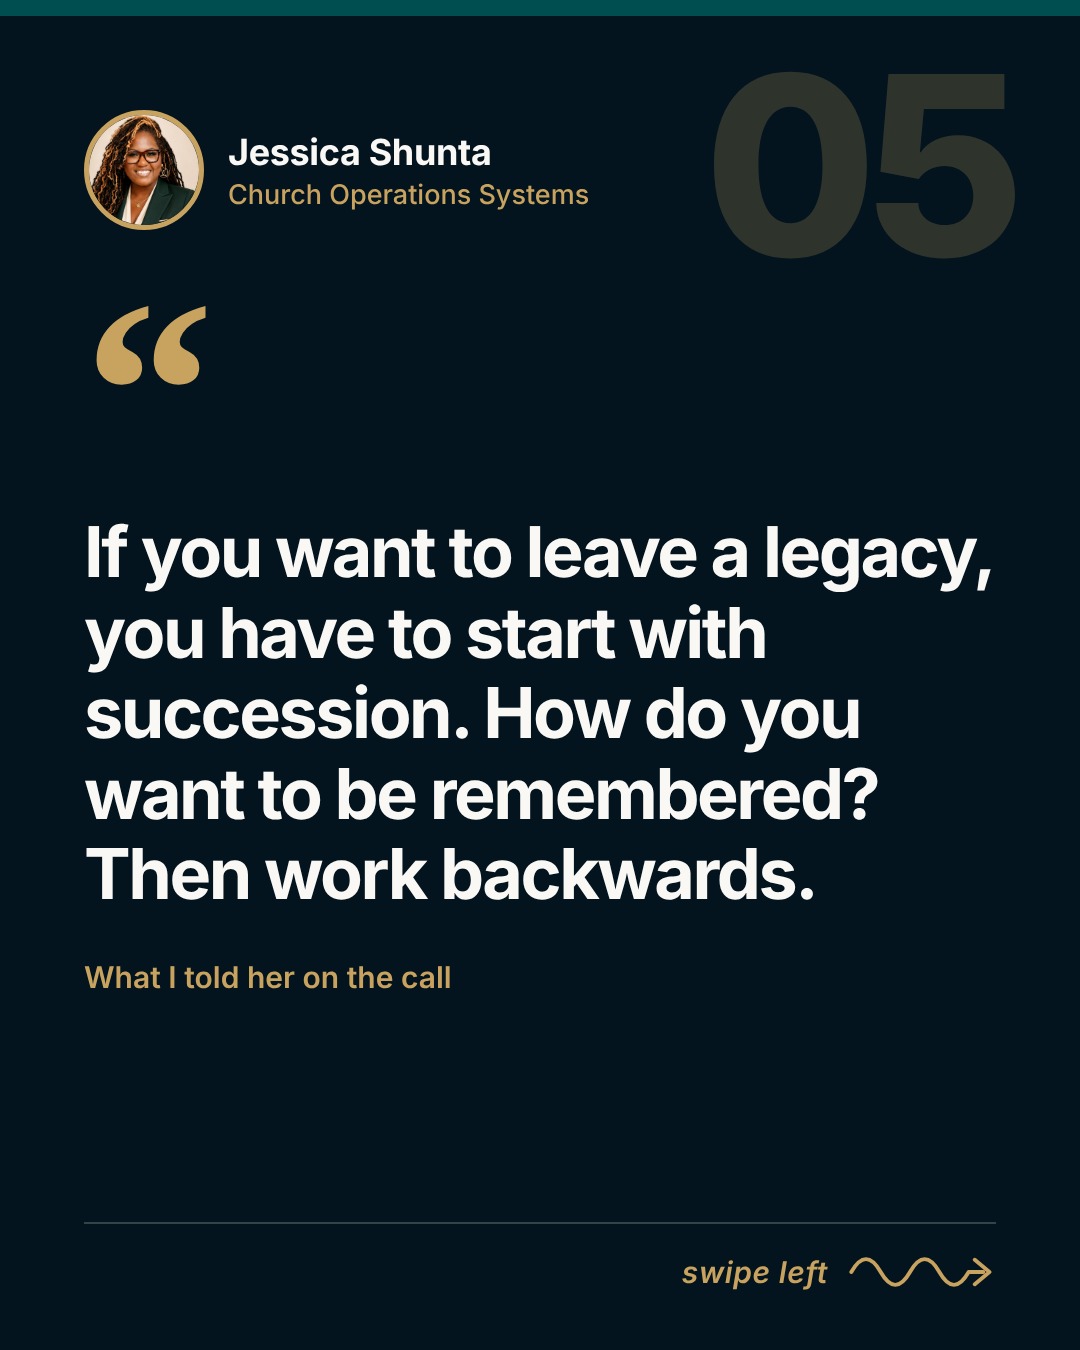 Jessica Shunta
Church Operations Systems
05
“
If you want to leave a legacy,
you have to start with
succession. How do you
want to be remembered?
Then work backwards.
What I told her on the call
swipe left